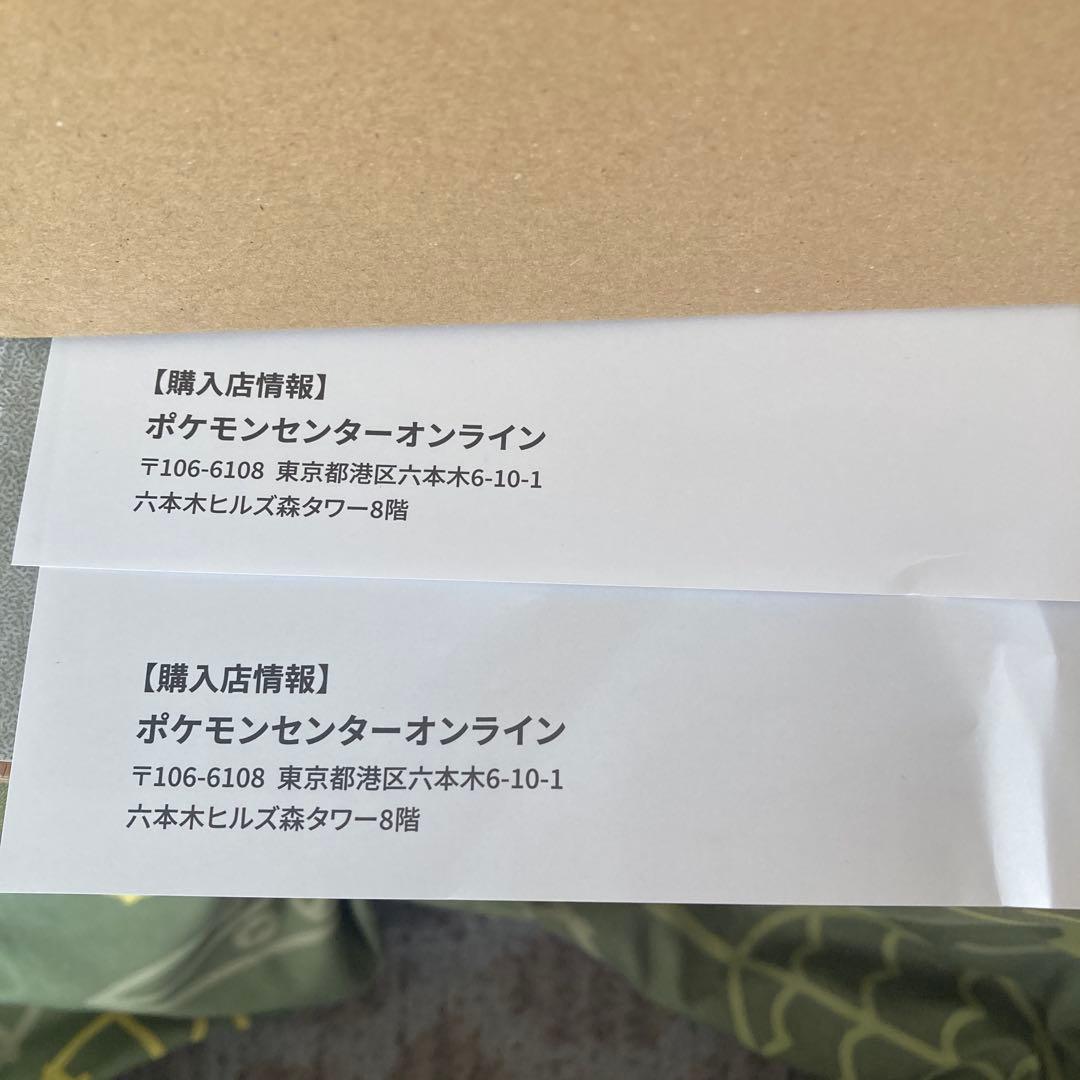 【購入店情報】
ポケモンセンターオンライン
〒106-6108 東京都港区六本木6-10-1
六本木ヒルズ森タワー8階
【購入店情報】
ポケモンセンターオンライン
〒106-6108 東京都港区六本木6-10-1
六本木ヒルズ森タワー8階